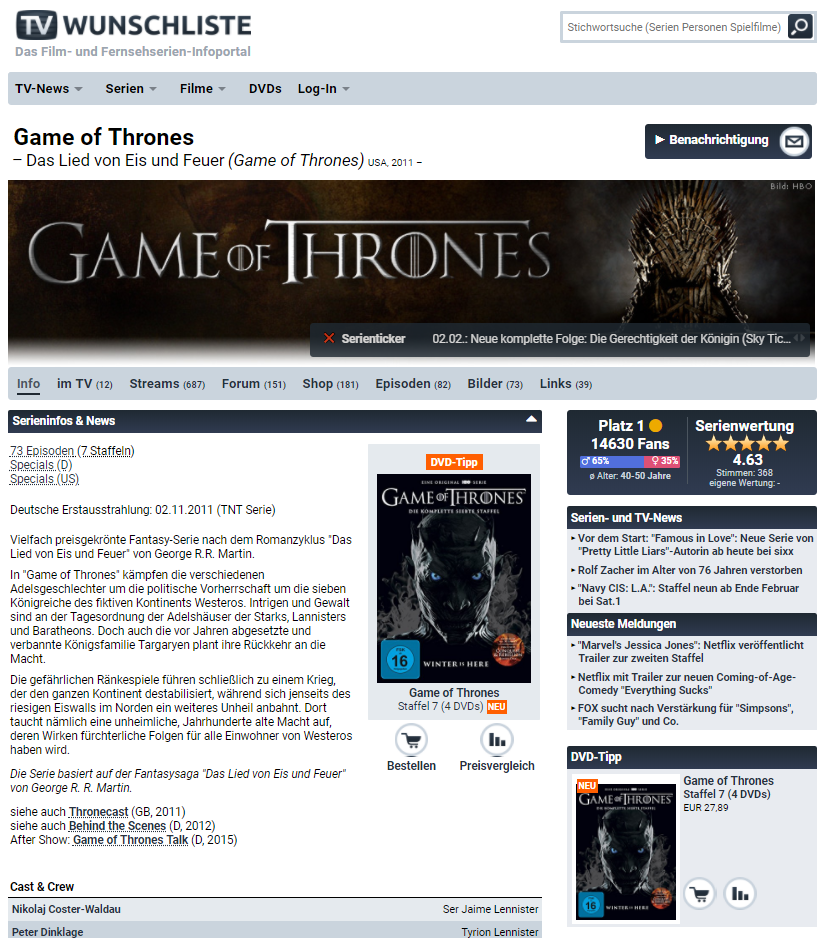 TV WUNSCHLISTE
Das Film- und Fernsehserien-Infoportal
Stichwortsuche (Serien Personen Spielfilme)
TV-News
Serien
Filme
DVDs
Log-In
Game of Thrones
– Das Lied von Eis und Feuer (Game of Thrones) USA, 2011 –
Benachrichtigung
Bild: HBO
GAME OF THRONES
Serienticker
02.02.: Neue komplette Folge: Die Gerechtigkeit der Königin (Sky Tic...
Info
im TV (12)
Streams (687)
Forum (151)
Shop (181)
Episoden (82)
Bilder (73)
Links (39)
Serieninfos & News
73 Episoden (7 Staffeln)
Specials (D)
Specials (US)
Deutsche Erstausstrahlung: 02.11.2011 (TNT Serie)
Vielfach preisgekrönte Fantasy-Serie nach dem Romanzyklus "Das
Lied von Eis und Feuer" von George R.R. Martin.
In "Game of Thrones" kämpfen die verschiedenen
Adelsgeschlechter um die politische Vorherrschaft um die sieben
Königreiche des fiktiven Kontinents Westeros. Intrigen und Gewalt
sind an der Tagesordnung der Adelshäuser der Starks, Lannisters
und Baratheons. Doch auch die vor Jahren abgesetzte und
verbannte Königsfamilie Targaryen plant ihre Rückkehr an die
Macht.
Die gefährlichen Ränkespiele führen schließlich zu einem Krieg,
der den ganzen Kontinent destabilisiert, während sich jenseits des
riesigen Eiswalls im Norden ein weiteres Unheil anbahnt. Dort
taucht nämlich eine unheimliche, Jahrhunderte alte Macht auf,
deren Wirken fürchterliche Folgen für alle Einwohner von Westeros
haben wird.
Die Serie basiert auf der Fantasysaga "Das Lied von Eis und Feuer"
von George R. R. Martin.
siehe auch Thronecast (GB, 2011)
siehe auch Behind the Scenes (D, 2012)
After Show: Game of Thrones Talk (D, 2015)
DVD-Tipp
EINE ORIGINAL HBO SERIE
GAME OF THRONES
DIE KOMPLETTE SIEBTE STAFFEL
16
WINTER IS HERE
Game of Thrones
Staffel 7 (4 DVDs) NEU
Bestellen
Preisvergleich
Cast & Crew
Nikolaj Coster-Waldau
Ser Jaime Lennister
Peter Dinklage
Tyrion Lennister
Platz 1
14630 Fans
♂ 65%
♀ 35%
ø Alter: 40-50 Jahre
Serienwertung
4.63
Stimmen: 368
eigene Wertung: -
Serien- und TV-News
Vor dem Start: "Famous in Love": Neue Serie von
"Pretty Little Liars"-Autorin ab heute bei sixx
Rolf Zacher im Alter von 76 Jahren verstorben
"Navy CIS: L.A.": Staffel neun ab Ende Februar
bei Sat.1
Neueste Meldungen
"Marvel's Jessica Jones": Netflix veröffentlicht
Trailer zur zweiten Staffel
Netflix mit Trailer zur neuen Coming-of-Age-
Comedy "Everything Sucks"
FOX sucht nach Verstärkung für "Simpsons",
"Family Guy" und Co.
DVD-Tipp
NEU
GAME OF THRONES
16
WINTER IS HERE
Game of Thrones
Staffel 7 (4 DVDs)
EUR 27,89